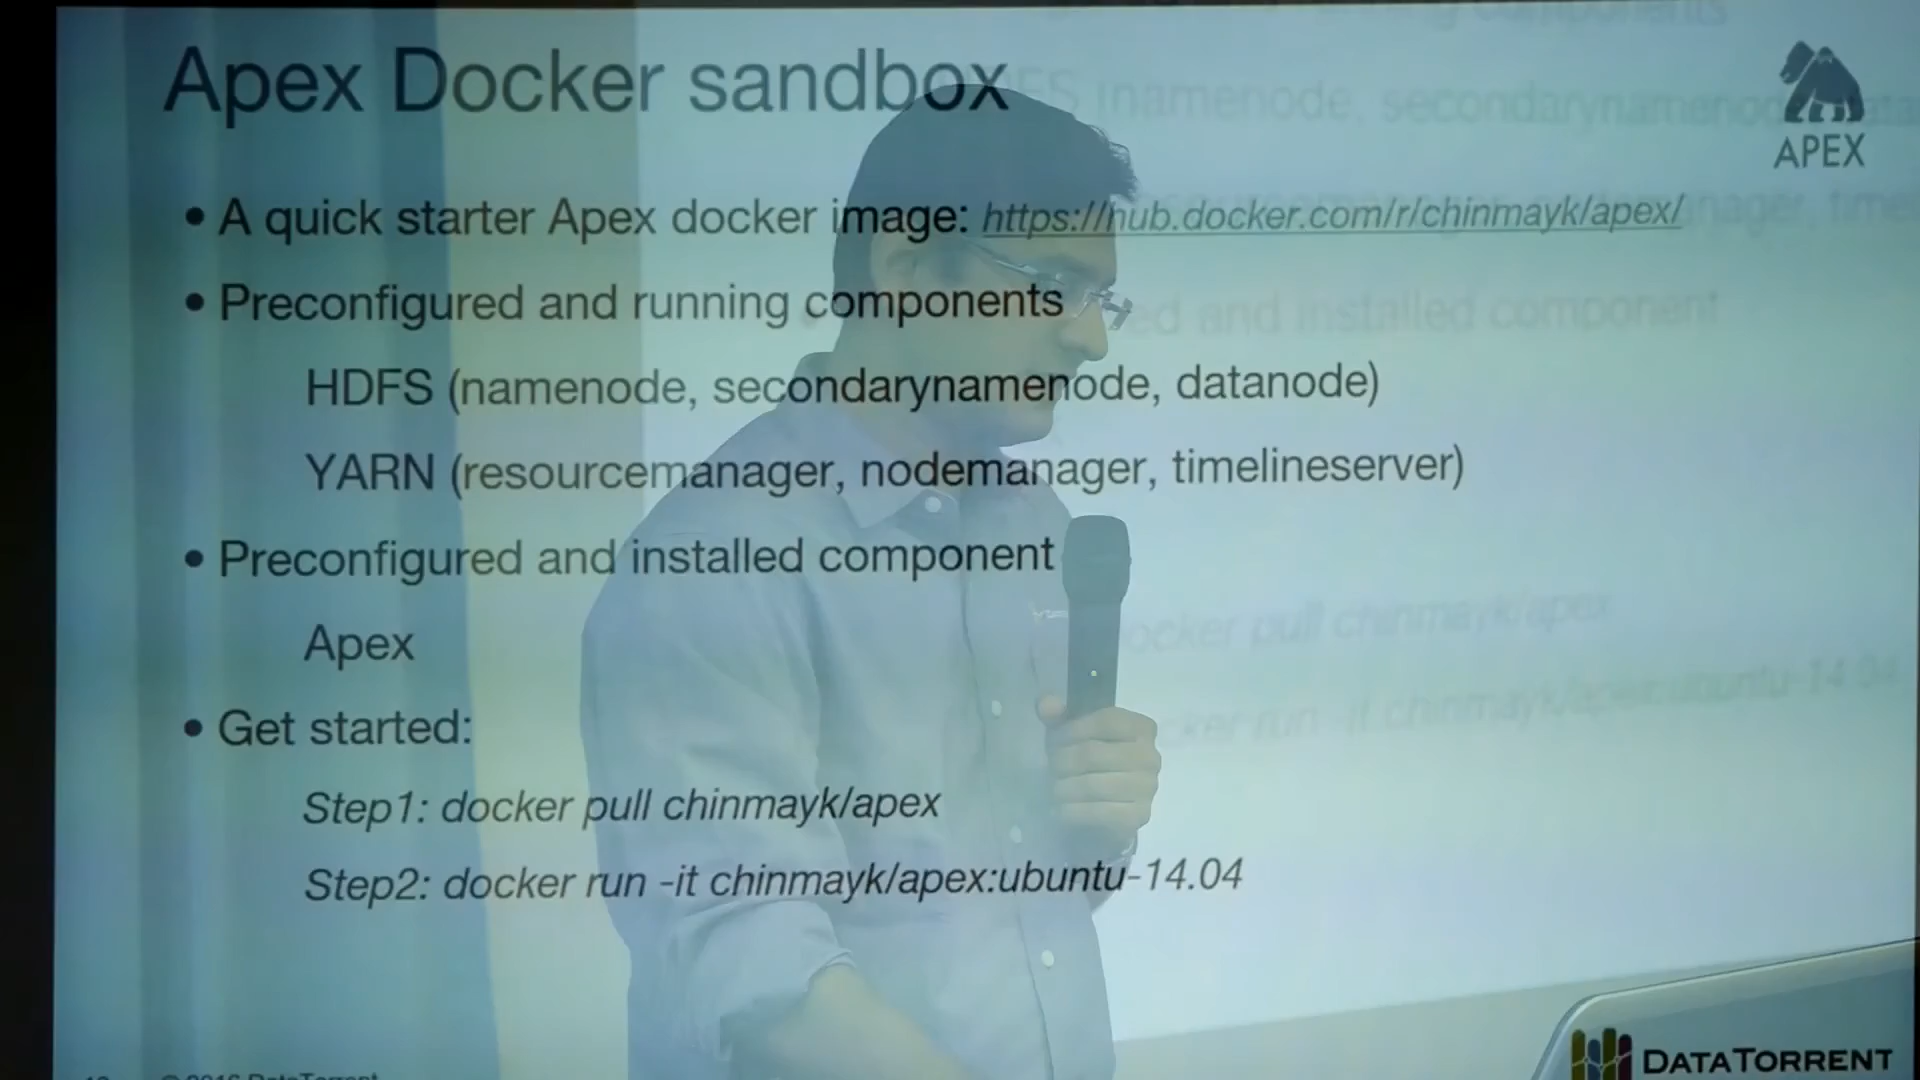 Apex Docker sandbox
APEX
• A quick starter Apex docker image: https://hub.docker.com/r/chinmayk/apex/
• Preconfigured and running components
HDFS (namenode, secondarynamenode, datanode)
YARN (resourcemanager, nodemanager, timelineserver)
• Preconfigured and installed component
Apex
• Get started:
Step1: docker pull chinmayk/apex
Step2: docker run -it chinmayk/apex:ubuntu-14.04
© 2016 DataTorrent
DATATORRENT